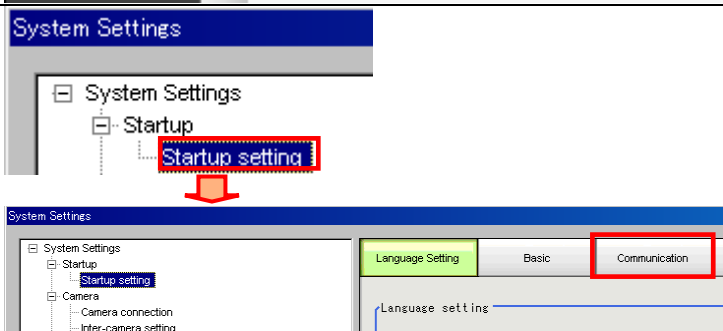 System Settings
System Settings
Startup
Startup setting
System Settings
System Settings
Startup
Startup setting
Camera
Camera connection
Inter-camera setting
Language Setting
Basic
Communication
Language setting